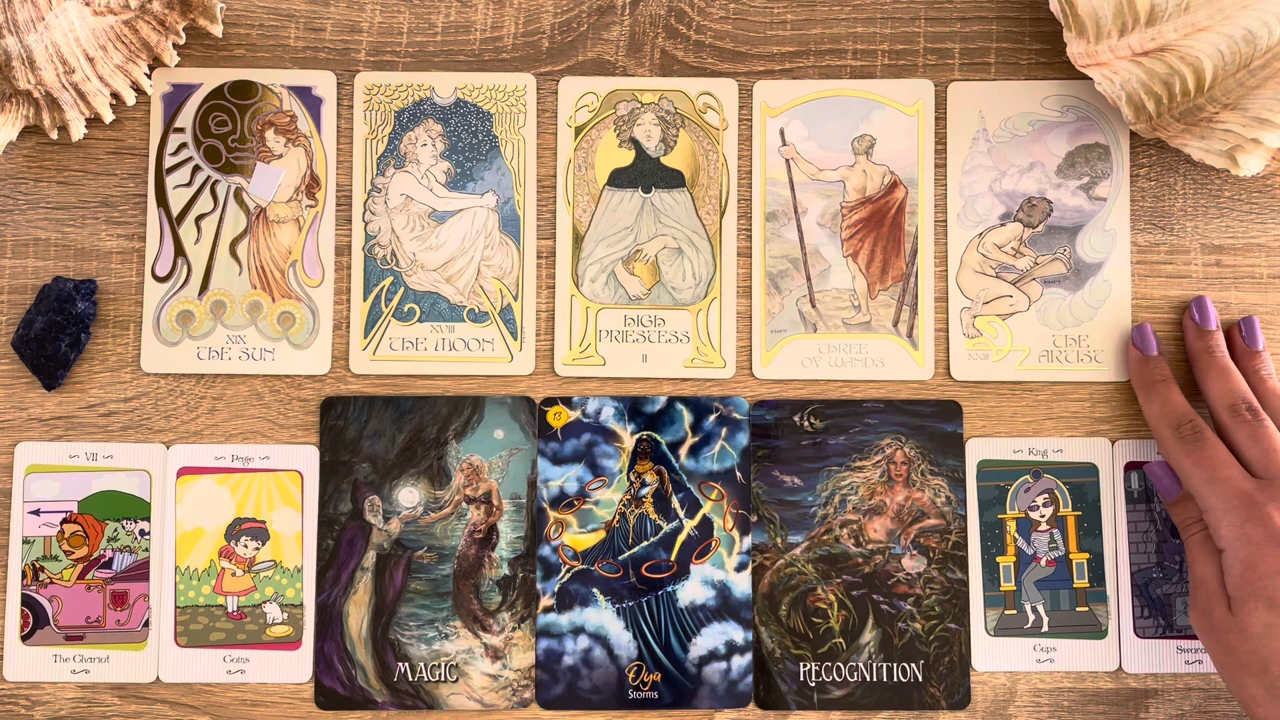 XIX
THE SUN
XVIII
THE MOON
HIGH
PRIESTESS
II
THREE
OF WANDS
XXIII
THE
ARTIST
VII
The Chariot
Page
Coins
MAGIC
13
Oya
Storms
RECOGNITION
King
Cups